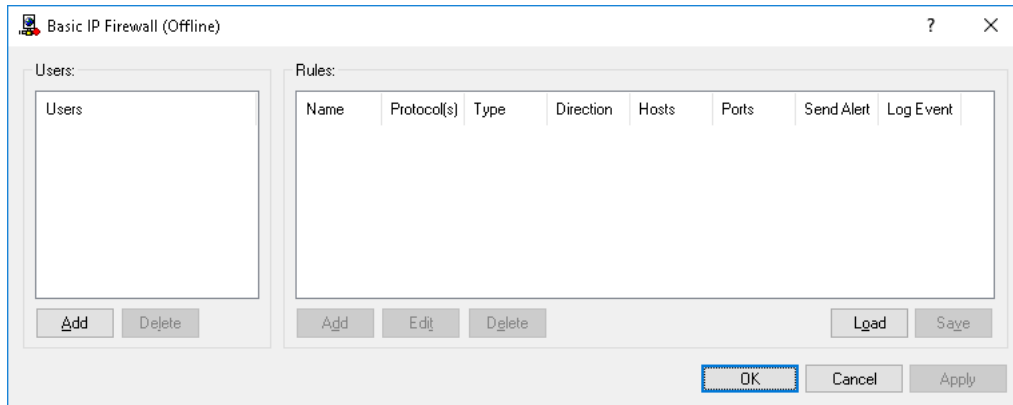 Basic IP Firewall (Offline) ?
Users:
Users
Add Delete
Rules:
Name Protocol(s) Type Direction Hosts Ports Send Alert Log Event
Add Edit Delete Load Save
OK Cancel Apply